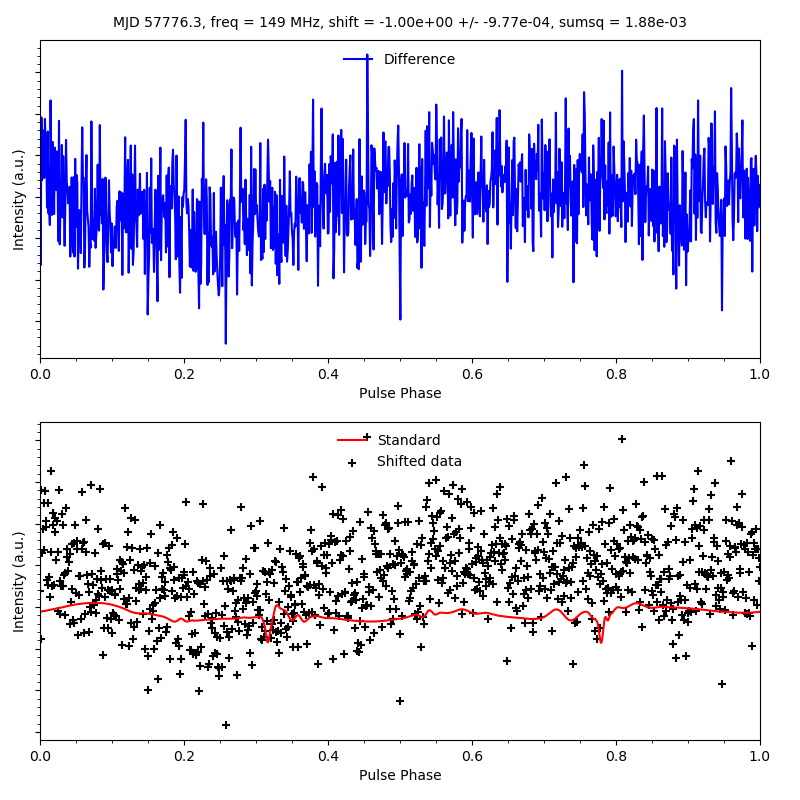 MJD 57776.3, freq = 149 MHz, shift = -1.00e+00 +/- -9.77e-04, sumsq = 1.88e-03
Difference
Intensity (a.u.)
0.0 0.2 0.4 0.6 0.8 1.0
Pulse Phase
Standard
Shifted data
Intensity (a.u.)
0.0 0.2 0.4 0.6 0.8 1.0
Pulse Phase